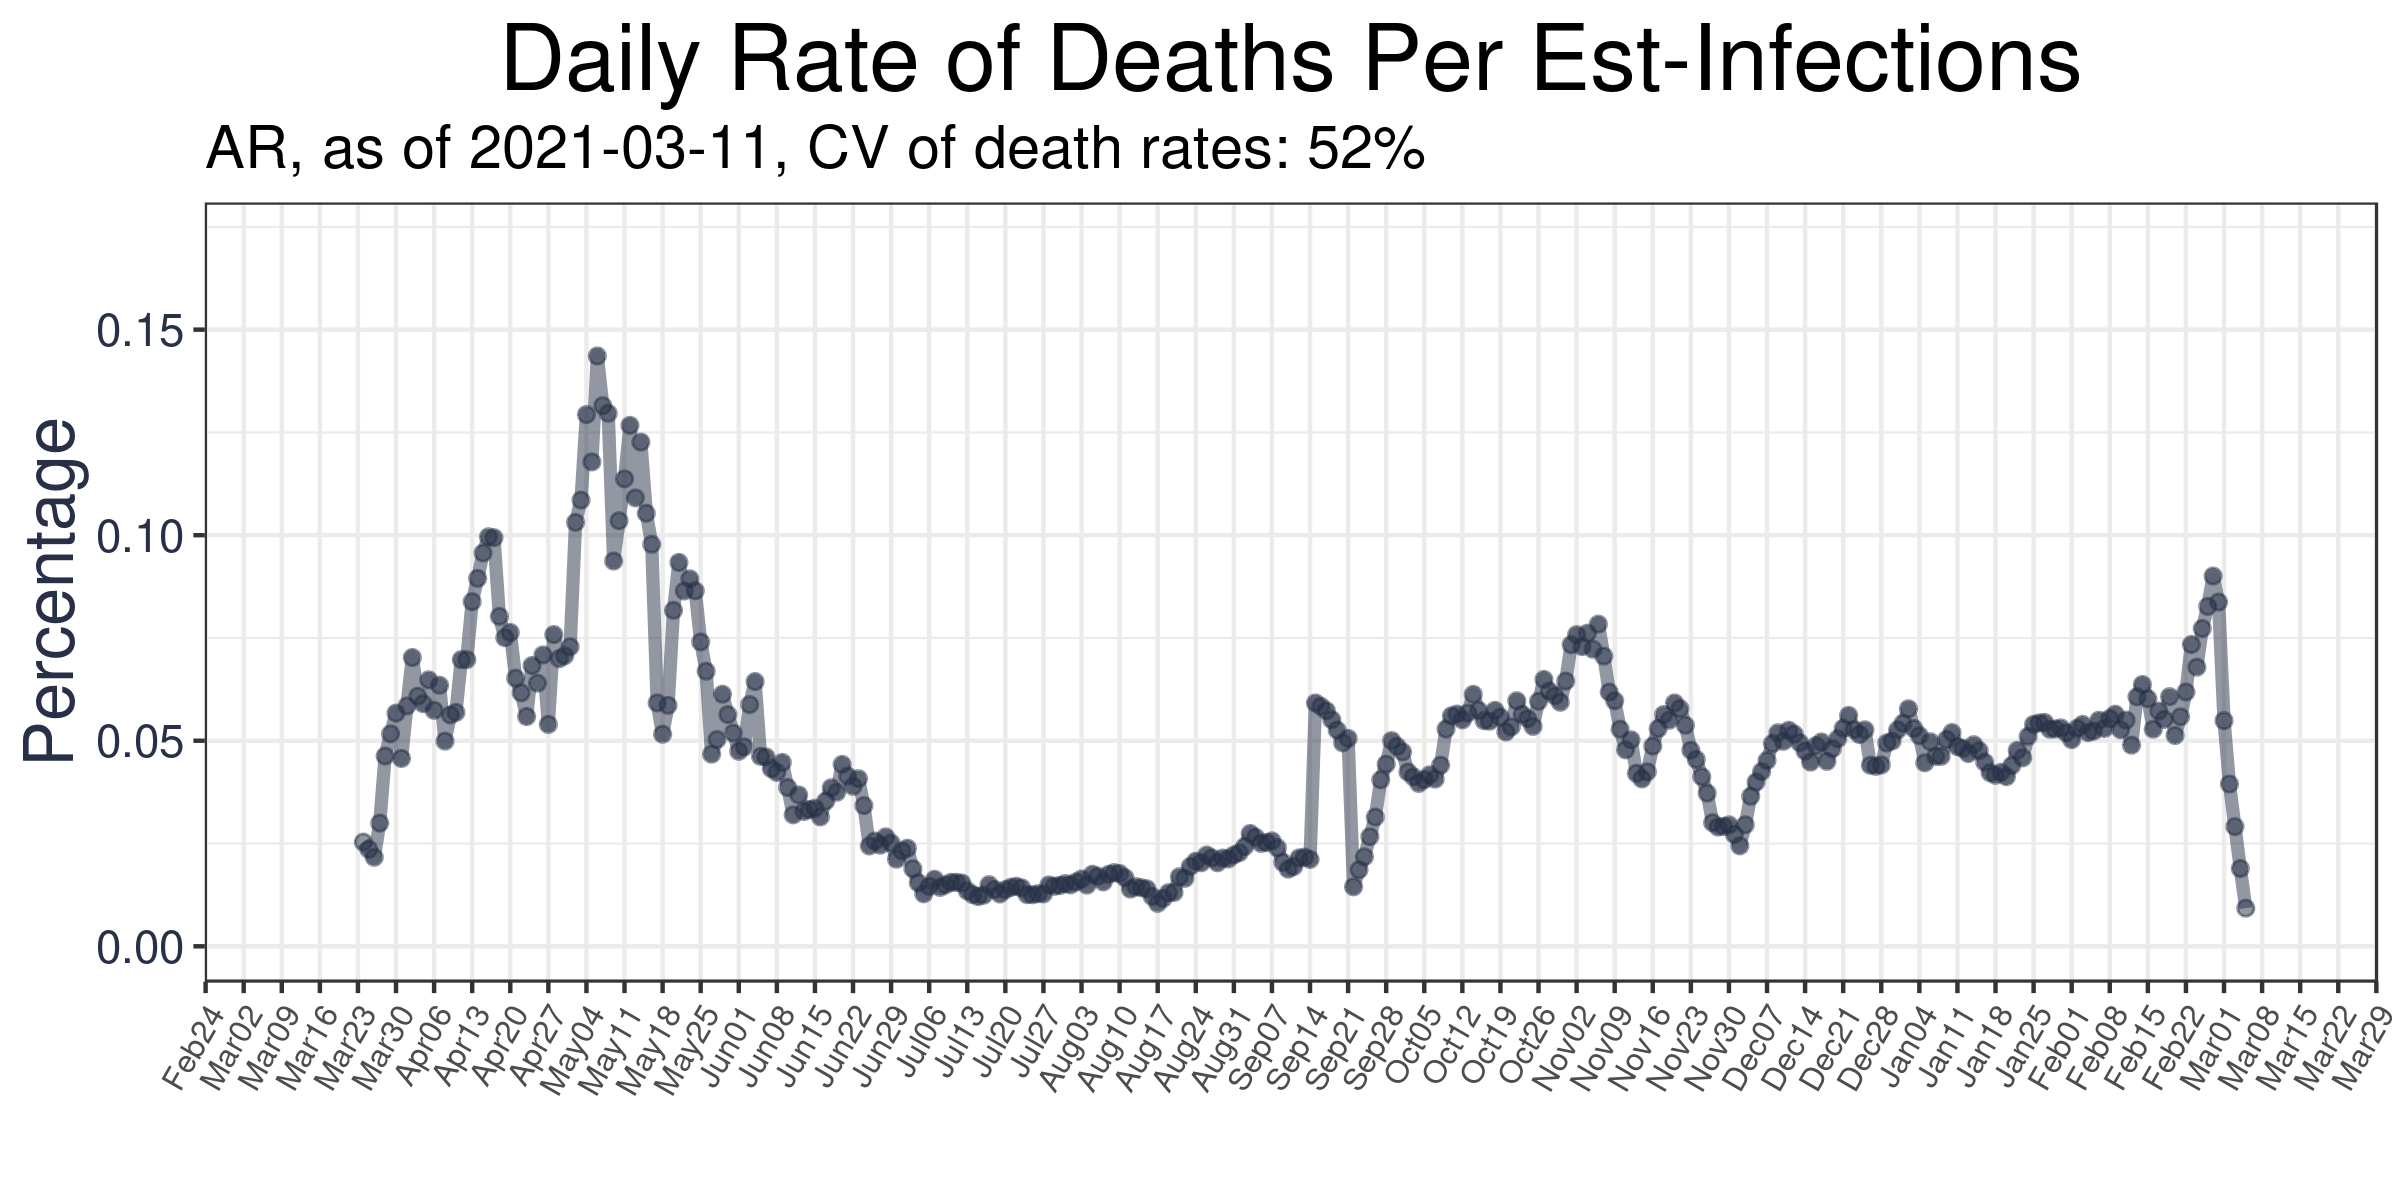 Daily Rate of Deaths Per Est-Infections
AR, as of 2021-03-11, CV of death rates: 52%
Percentage
0.15
0.10
0.05
0.00
Feb24
Mar02
Mar09
Mar16
Mar23
Mar30
Apr06
Apr13
Apr20
Apr27
May04
May11
May18
May25
Jun01
Jun08
Jun15
Jun22
Jun29
Jul06
Jul13
Jul20
Jul27
Aug03
Aug10
Aug17
Aug24
Aug31
Sep07
Sep14
Sep21
Sep28
Oct05
Oct12
Oct19
Oct26
Nov02
Nov09
Nov16
Nov23
Nov30
Dec07
Dec14
Dec21
Dec28
Jan04
Jan11
Jan18
Jan25
Feb01
Feb08
Feb15
Feb22
Mar01
Mar08
Mar15
Mar22
Mar29